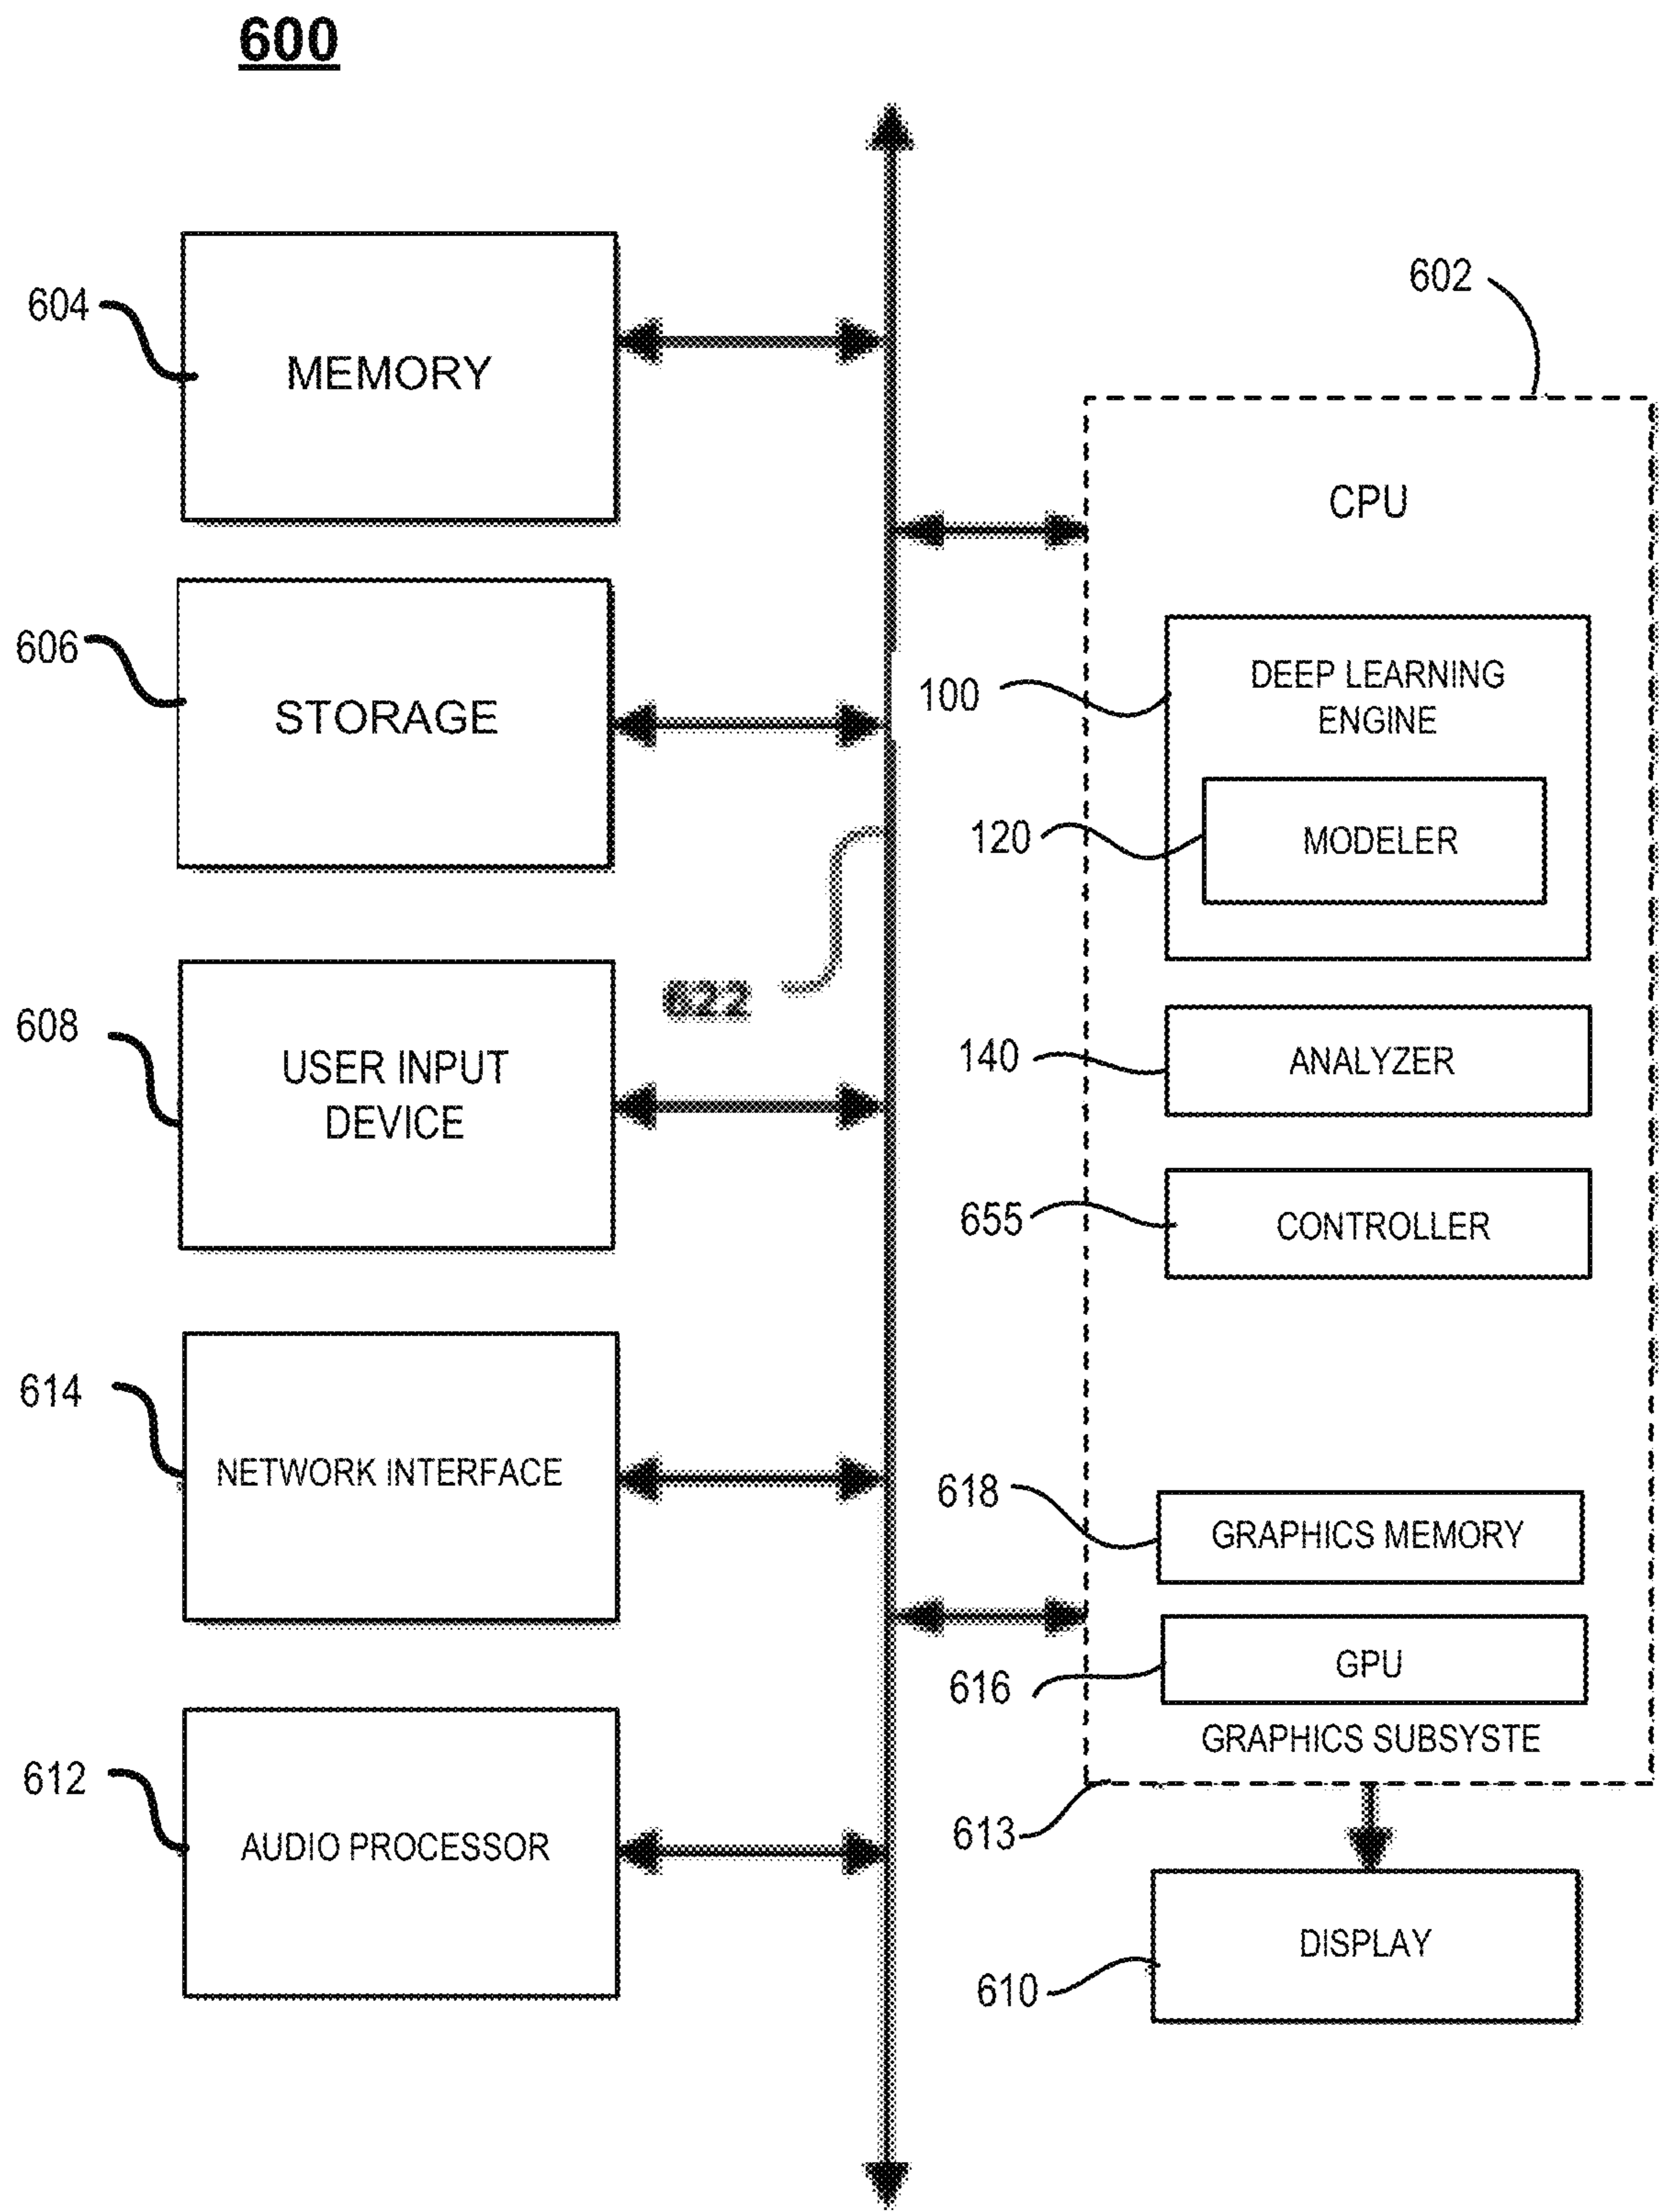 600
604
MEMORY
606
STORAGE
622
608
USER INPUT
DEVICE
614
NETWORK INTERFACE
612
AUDIO PROCESSOR
602
CPU
100
DEEP LEARNING
ENGINE
120
MODELER
140
ANALYZER
655
CONTROLLER
618
GRAPHICS MEMORY
616
GPU
GRAPHICS SUBSYSTE
613
610
DISPLAY